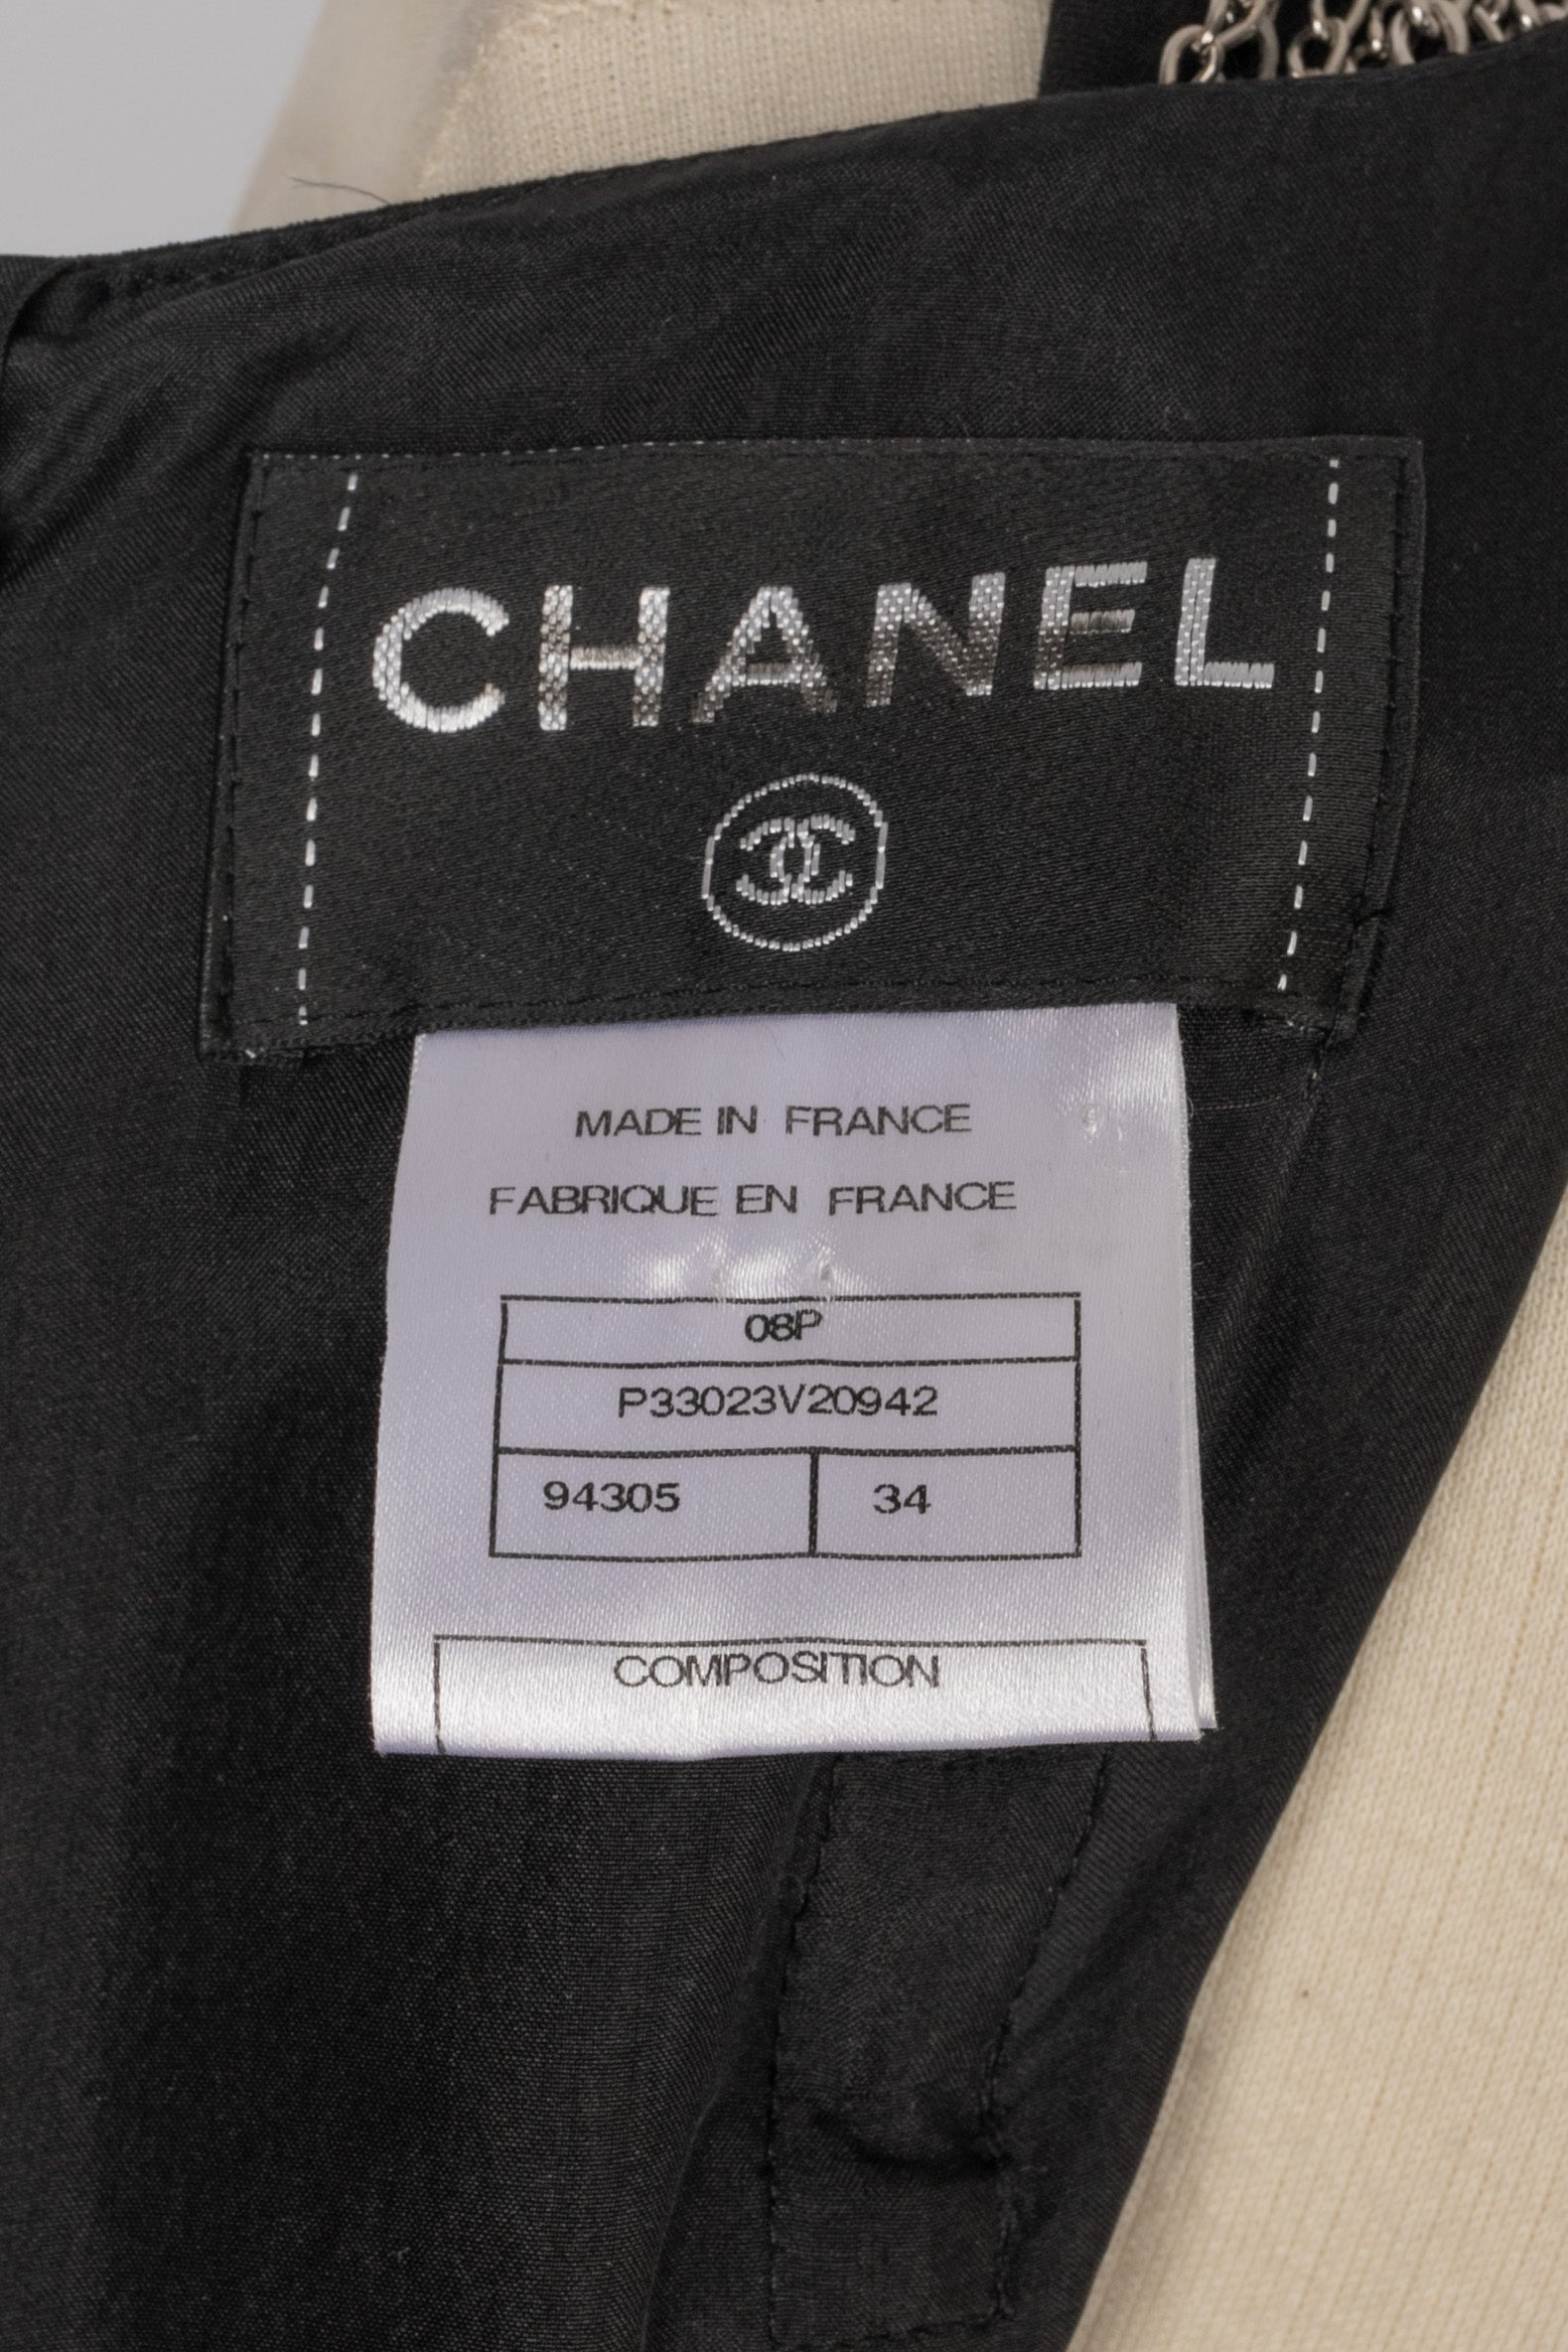 CHANEL
MADE IN FRANCE
FABRIQUE EN FRANCE
08P
P33023V20942
94305 34
COMPOSITION